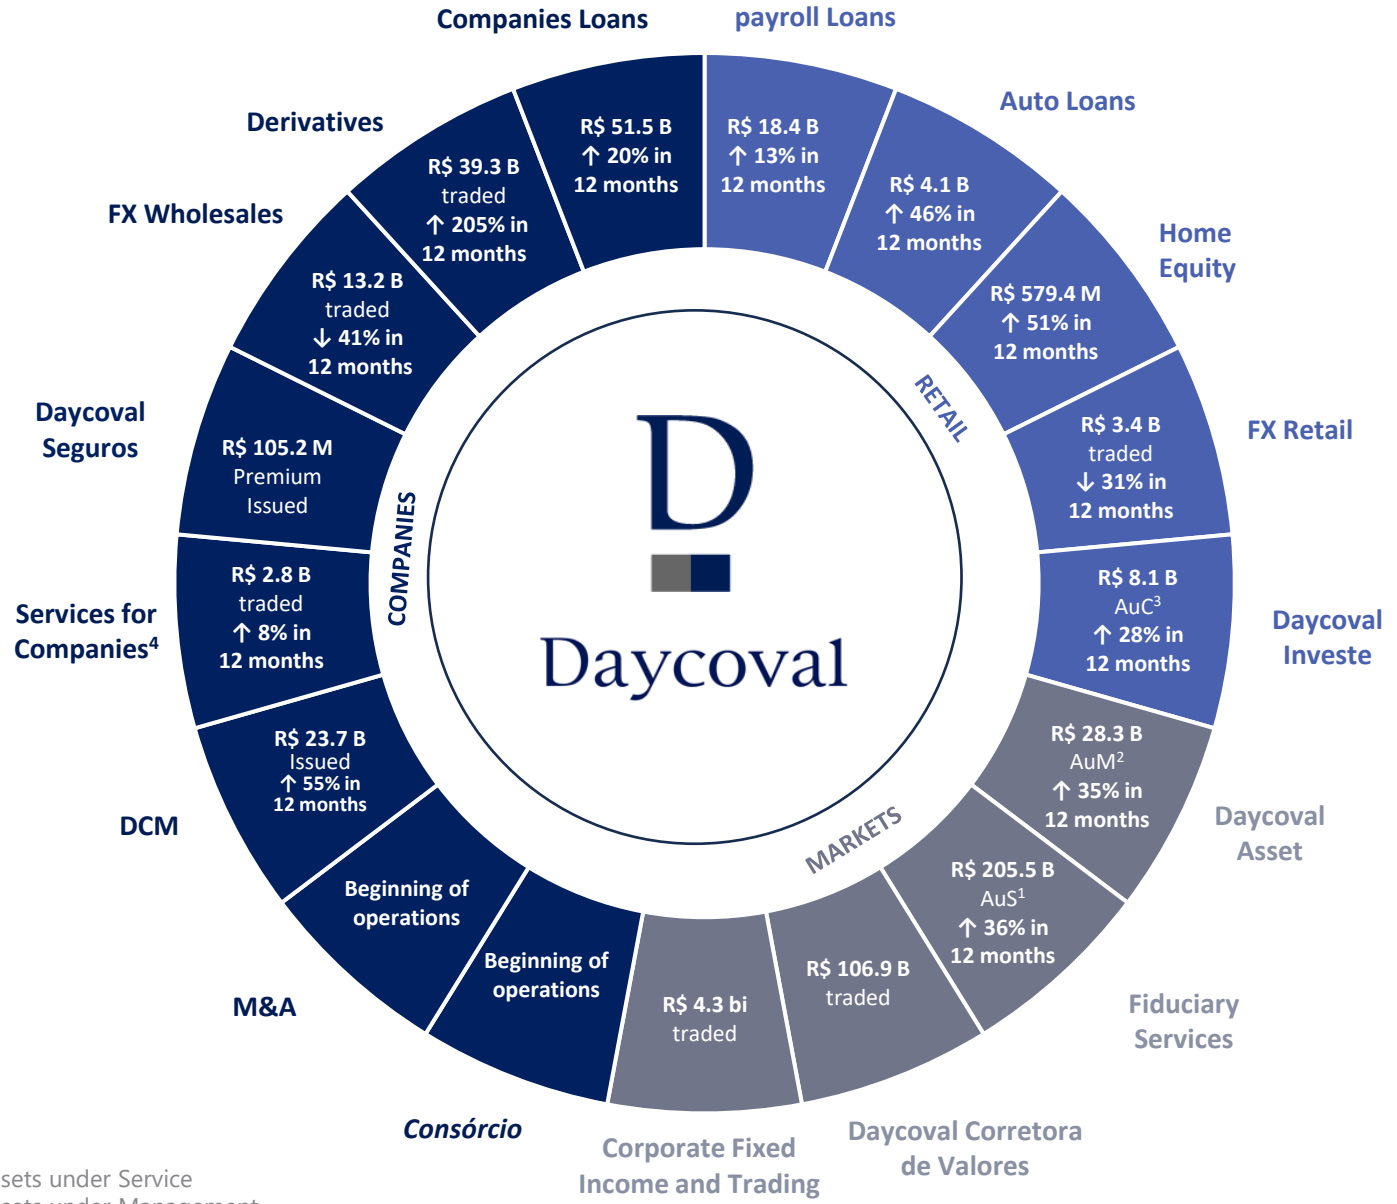 Companies Loans
R$ 51.5 B
↑ 20% in
12 months
payroll Loans
R$ 18.4 B
↑ 13% in
12 months
Auto Loans
R$ 4.1 B
↑ 46% in
12 months
Home
Equity
R$ 579.4 M
↑ 51% in
12 months
FX Retail
R$ 3.4 B
traded
↓ 31% in
12 months
Daycoval
Investe
R$ 8.1 B
AuC³
↑ 28% in
12 months
RETAIL
Daycoval
Asset
R$ 28.3 B
AuM²
↑ 35% in
12 months
Fiduciary
Services
R$ 205.5 B
AuS¹
↑ 36% in
12 months
Daycoval Corretora
de Valores
R$ 106.9 B
traded
Corporate Fixed
Income and Trading
R$ 4.3 bi
traded
MARKETS
Consórcio
Beginning of
operations
M&A
Beginning of
operations
DCM
R$ 23.7 B
Issued
↑ 55% in
12 months
Services for
Companies⁴
R$ 2.8 B
traded
↑ 8% in
12 months
Daycoval
Seguros
R$ 105.2 M
Premium
Issued
FX Wholesales
R$ 13.2 B
traded
↓ 41% in
12 months
Derivatives
R$ 39.3 B
traded
↑ 205% in
12 months
COMPANIES
D
Daycoval
sets under Service
sets under Management